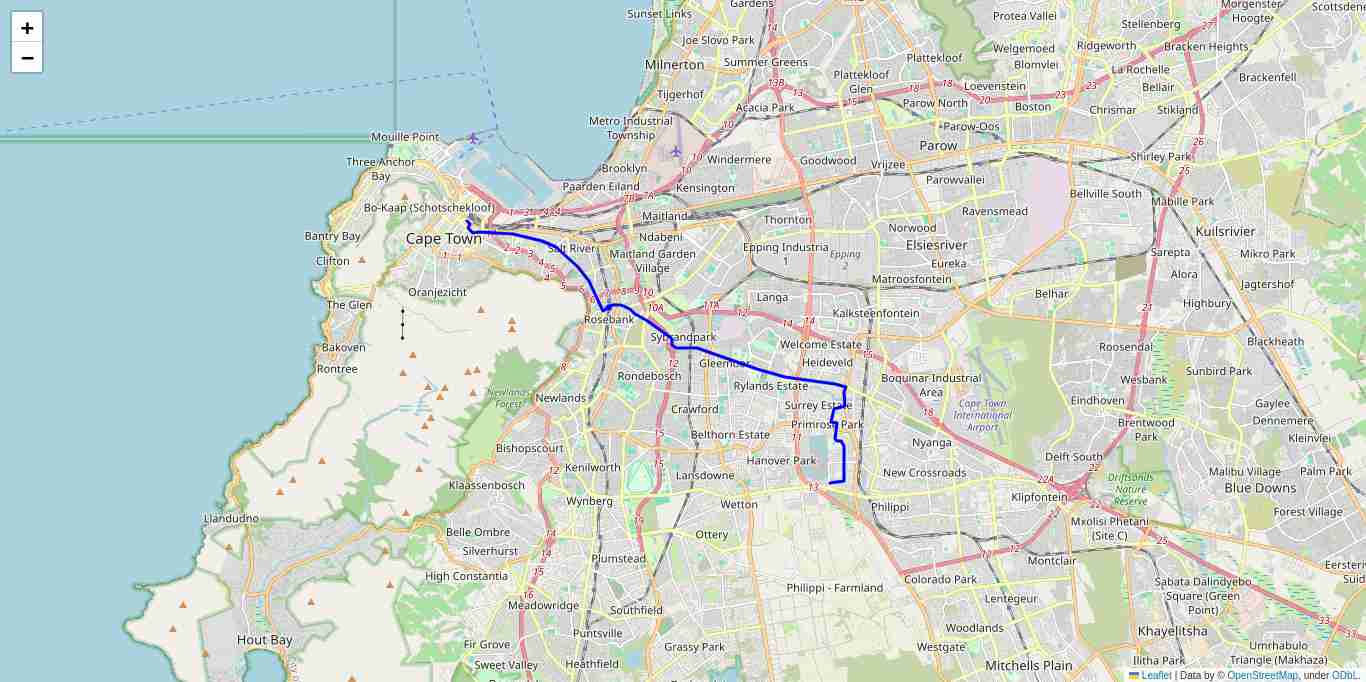 +
−
Sunset Links
Gardens
Protea Vallei
Morgenster
Hoogte
Scottsdene
Stellenberg
Joe Slovo Park
Welgemoed
Ridgeworth
Bracken Heights
Milnerton
Summer Greens
Plattekloof
Blomvlei
La Rochelle
Plattekloof
Glen
Loevenstein
Bellair
Brackenfell
Tijgerhof
Acacia Park
Parow North
Boston
Chrismar
Stikland
Metro Industrial
Township
Parow-Oos
Mouille Point
Parow
Three Anchor
Bay
Brooklyn
Windermere
Goodwood
Vrijzee
Shirley Park
Paarden Eiland
Kensington
Parowvallei
Bellville South
Mabille Park
Bo-Kaap (Schotschekloof)
Maitland
Thornton
Ravensmead
Bantry Bay
Cape Town
Ndabeni
Norwood
Kuilsrivier
Salt River
Maitland Garden
Village
Epping Industria
1
Epping
2
Elsiesriver
Sarepta
Mikro Park
Clifton
Eureka
Alora
Oranjezicht
Matroosfontein
Jagtershof
The Glen
Langa
Belhar
Highbury
Rosebank
Kalksteenfontein
Sybrandpark
Bakoven
Welcome Estate
Roosendal
Blackheath
Rontree
Gleemoor
Heideveld
Rondebosch
Rylands Estate
Boquinar Industrial
Area
Wesbank
Sunbird Park
Newlands
Forest
Newlands
Crawford
Surrey Estate
Cape Town
International
Airport
Eindhoven
Gaylee
Primrose Park
Brentwood
Park
Dennemere
Bishopscourt
Belthorn Estate
Nyanga
Kleinvlei
Kenilworth
Hanover Park
Delft South
Klaassenbosch
Lansdowne
New Crossroads
Driftsands
Nature
Reserve
Malibu Village
Palm Park
Blue Downs
Wynberg
Wetton
Philippi
Klipfontein
Forest Village
Llandudno
Belle Ombre
Ottery
Mxolisi Phetani
(Site C)
Silverhurst
Plumstead
Montclair
High Constantia
Philippi - Farmland
Colorado Park
Sabata Dalindyebo
Square (Green
Point)
Meadowridge
Southfield
Lentegeur
Hout Bay
Puntsville
Woodlands
Khayelitsha
Fir Grove
Grassy Park
Westgate
Umrhabulo
Triangle (Makhaza)
Sweet Valley
Heathfield
Mitchells Plain
Ilitha Park
Leaflet | Data by © OpenStreetMap, under ODbL.